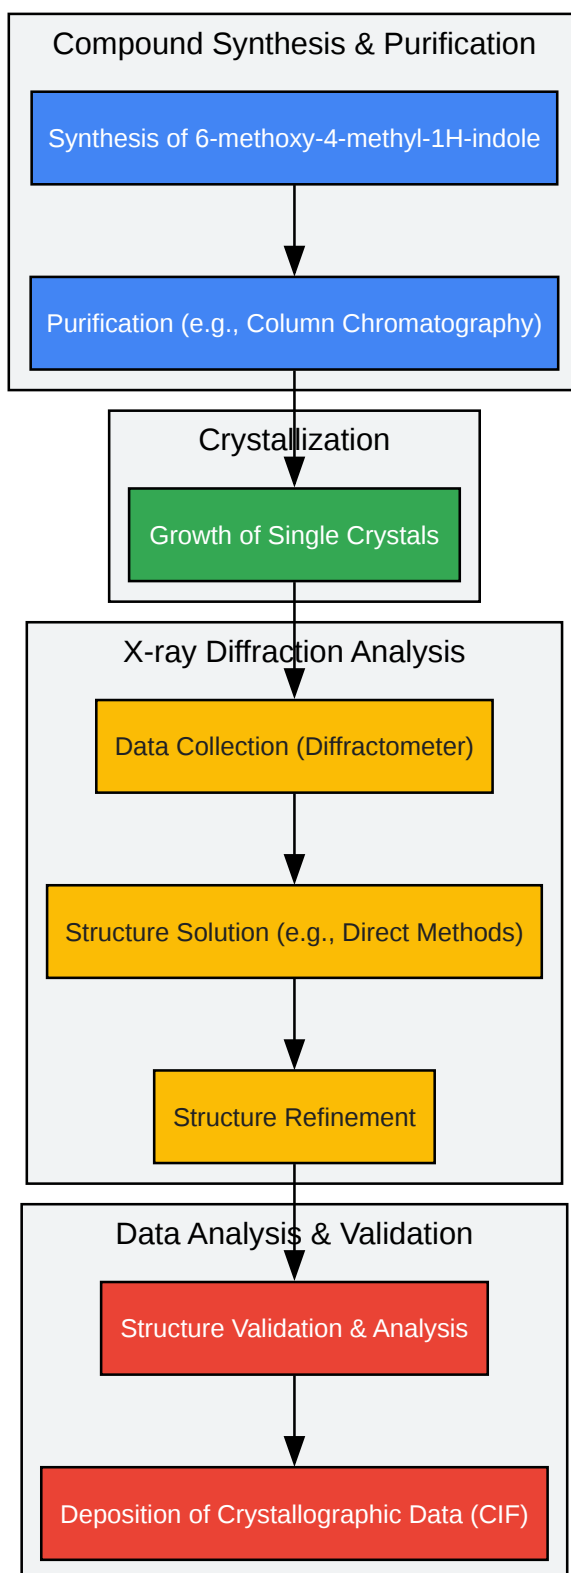 Compound Synthesis & Purification
Synthesis of 6-methoxy-4-methyl-1H-indole
Purification (e.g., Column Chromatography)
Crystallization
Growth of Single Crystals
X-ray Diffraction Analysis
Data Collection (Diffractometer)
Structure Solution (e.g., Direct Methods)
Structure Refinement
Data Analysis & Validation
Structure Validation & Analysis
Deposition of Crystallographic Data (CIF)